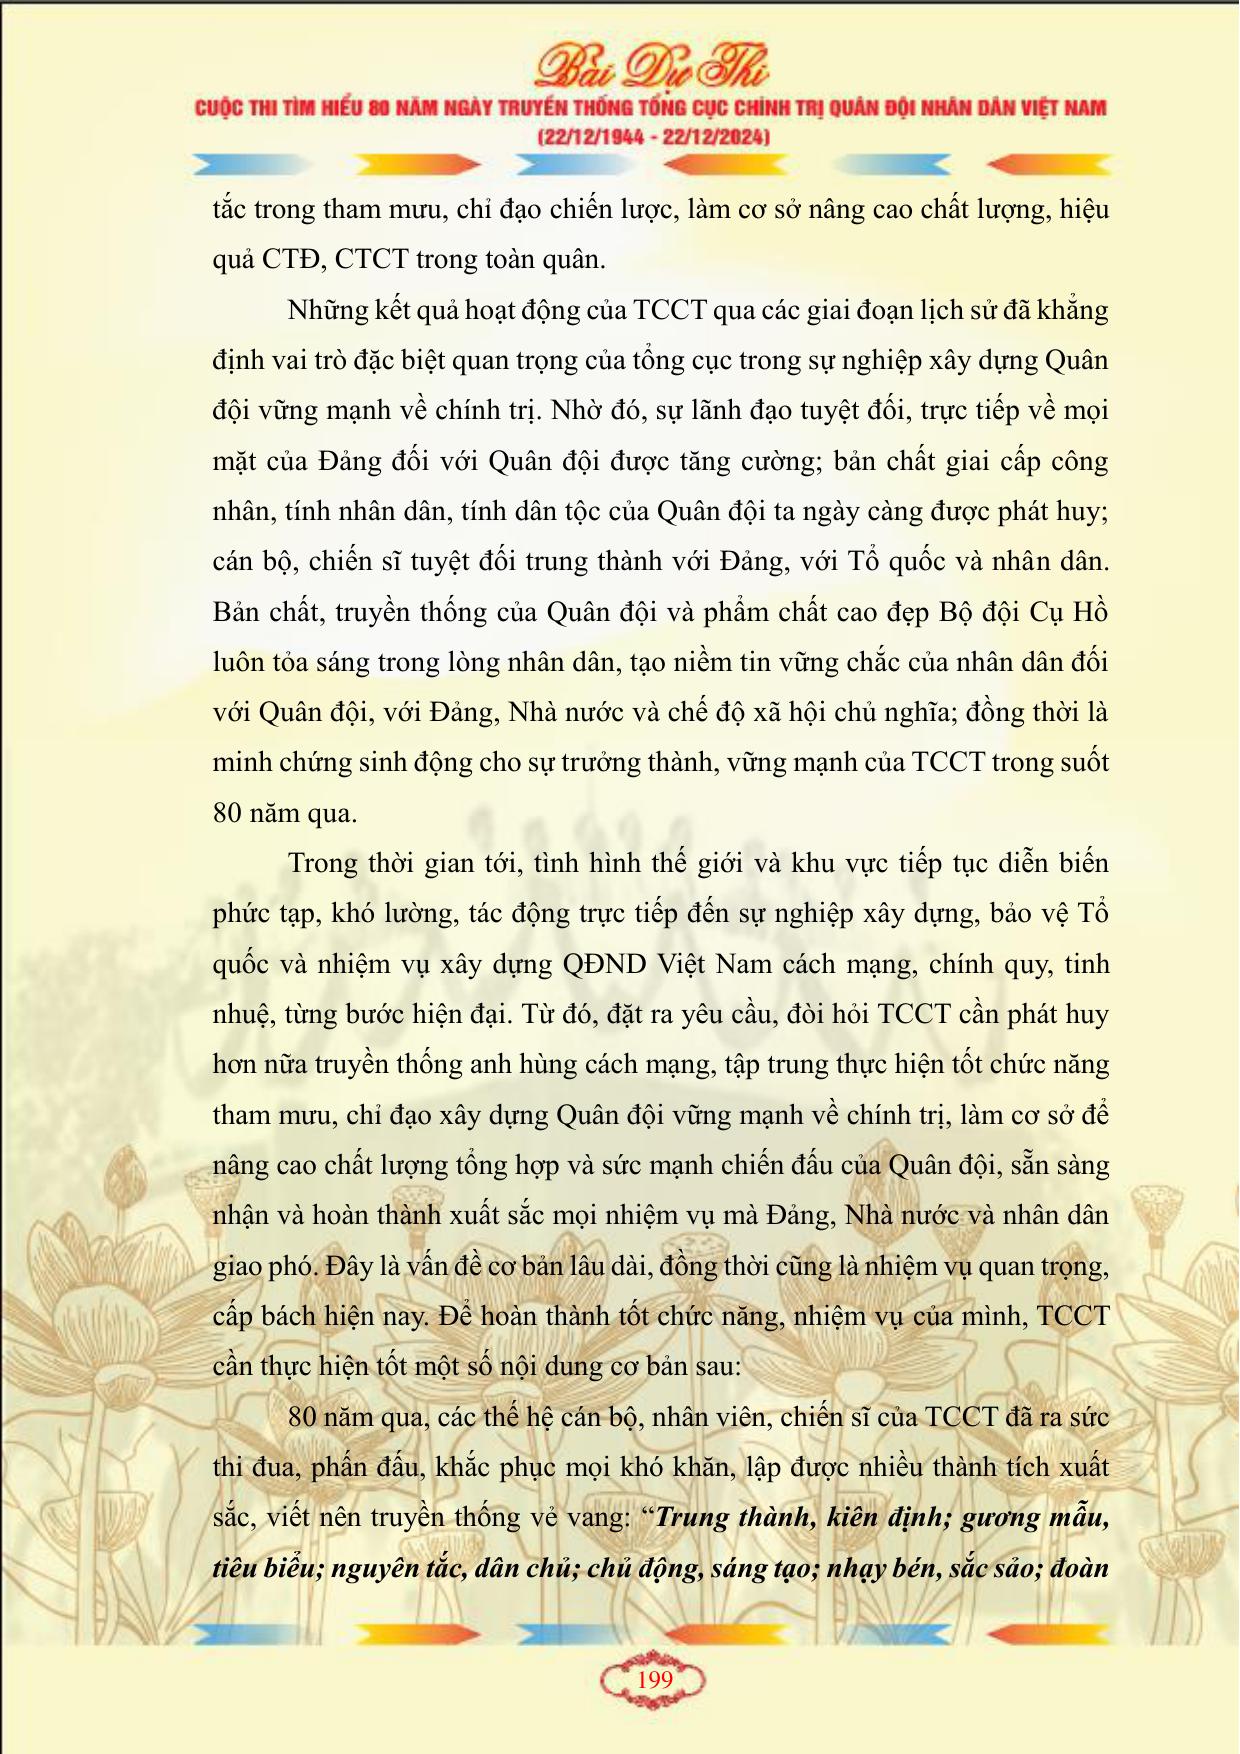 Bài Dự Thi
CUỘC THI TÌM HIỂU 80 NĂM NGÀY TRUYỀN THỐNG TỔNG CỤC CHÍNH TRỊ QUÂN ĐỘI NHÂN DÂN VIỆT NAM
(22/12/1944 - 22/12/2024)
tắc trong tham mưu, chỉ đạo chiến lược, làm cơ sở nâng cao chất lượng, hiệu
quả CTĐ, CTCT trong toàn quân.
Những kết quả hoạt động của TCCT qua các giai đoạn lịch sử đã khẳng
định vai trò đặc biệt quan trọng của tổng cục trong sự nghiệp xây dựng Quân
đội vững mạnh về chính trị. Nhờ đó, sự lãnh đạo tuyệt đối, trực tiếp về mọi
mặt của Đảng đối với Quân đội được tăng cường; bản chất giai cấp công
nhân, tính nhân dân, tính dân tộc của Quân đội ta ngày càng được phát huy;
cán bộ, chiến sĩ tuyệt đối trung thành với Đảng, với Tổ quốc và nhân dân.
Bản chất, truyền thống của Quân đội và phẩm chất cao đẹp Bộ đội Cụ Hồ
luôn tỏa sáng trong lòng nhân dân, tạo niềm tin vững chắc của nhân dân đối
với Quân đội, với Đảng, Nhà nước và chế độ xã hội chủ nghĩa; đồng thời là
minh chứng sinh động cho sự trưởng thành, vững mạnh của TCCT trong suốt
80 năm qua.
Trong thời gian tới, tình hình thế giới và khu vực tiếp tục diễn biến
phức tạp, khó lường, tác động trực tiếp đến sự nghiệp xây dựng, bảo vệ Tổ
quốc và nhiệm vụ xây dựng QĐND Việt Nam cách mạng, chính quy, tinh
nhuệ, từng bước hiện đại. Từ đó, đặt ra yêu cầu, đòi hỏi TCCT cần phát huy
hơn nữa truyền thống anh hùng cách mạng, tập trung thực hiện tốt chức năng
tham mưu, chỉ đạo xây dựng Quân đội vững mạnh về chính trị, làm cơ sở để
nâng cao chất lượng tổng hợp và sức mạnh chiến đấu của Quân đội, sẵn sàng
nhận và hoàn thành xuất sắc mọi nhiệm vụ mà Đảng, Nhà nước và nhân dân
giao phó. Đây là vấn đề cơ bản lâu dài, đồng thời cũng là nhiệm vụ quan trọng,
cấp bách hiện nay. Để hoàn thành tốt chức năng, nhiệm vụ của mình, TCCT
cần thực hiện tốt một số nội dung cơ bản sau:
80 năm qua, các thế hệ cán bộ, nhân viên, chiến sĩ của TCCT đã ra sức
thi đua, phấn đấu, khắc phục mọi khó khăn, lập được nhiều thành tích xuất
sắc, viết nên truyền thống vẻ vang: “Trung thành, kiên định; gương mẫu,
tiêu biểu; nguyên tắc, dân chủ; chủ động, sáng tạo; nhạy bén, sắc sảo; đoàn
199